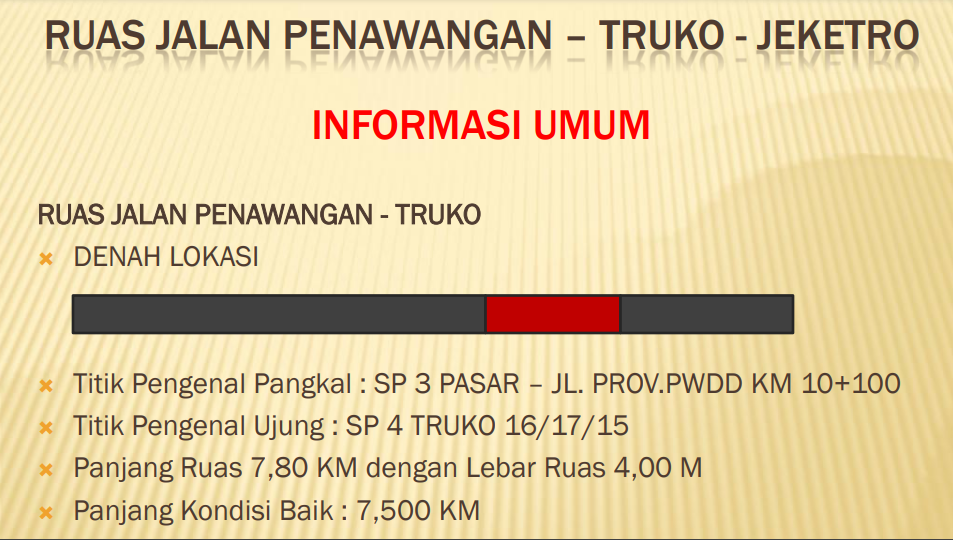 RUAS JALAN PENAWANGAN – TRUKO - JEKETRO
INFORMASI UMUM
RUAS JALAN PENAWANGAN - TRUKO
DENAH LOKASI
Titik Pengenal Pangkal : SP 3 PASAR – JL. PROV.PWDD KM 10+100
Titik Pengenal Ujung : SP 4 TRUKO 16/17/15
Panjang Ruas 7,80 KM dengan Lebar Ruas 4,00 M
Panjang Kondisi Baik : 7,500 KM